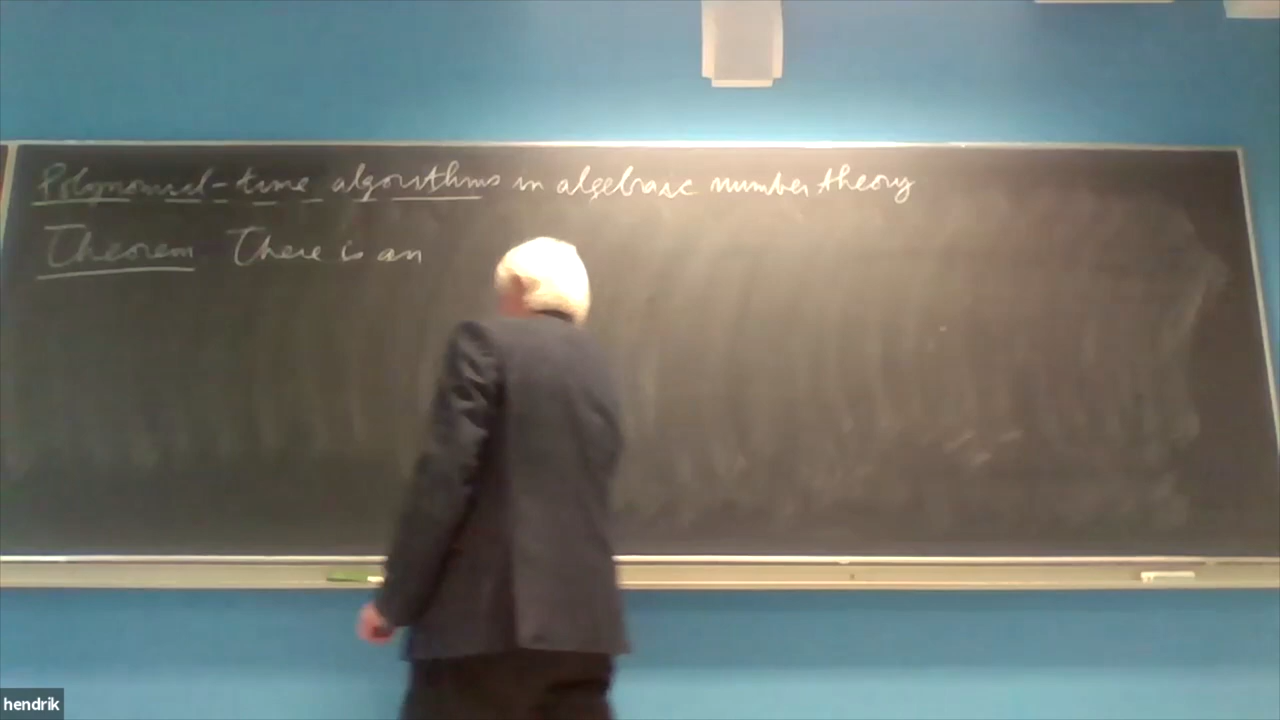 Polynomial-time algorithms in algebraic number theory
Theorem There is an
hendrik